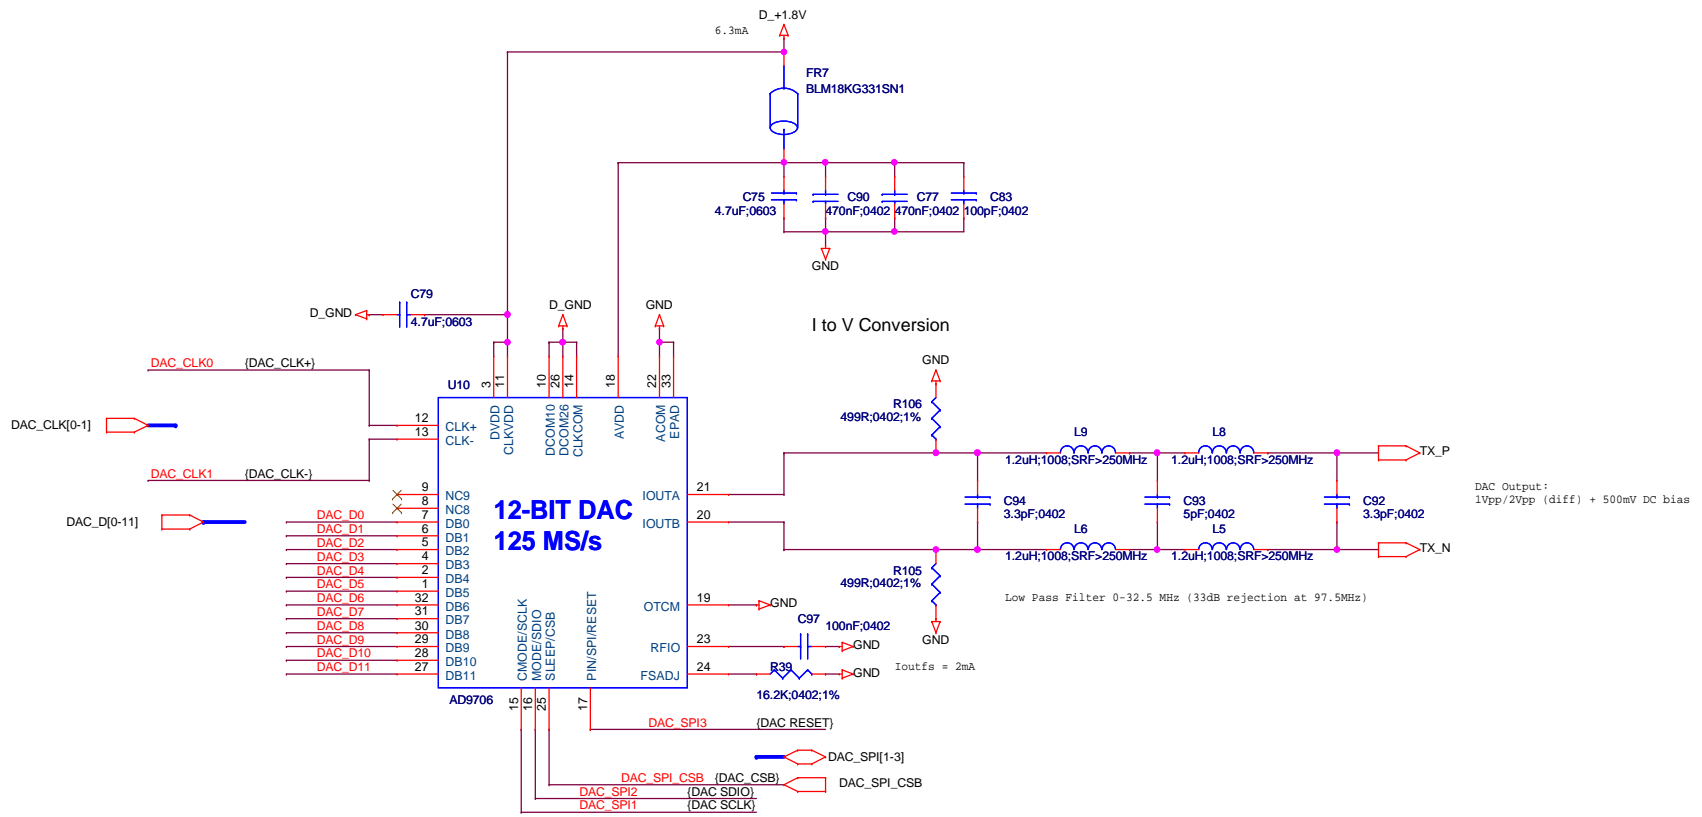 D_+1.8V
6.3mA
FR7
BLM18KG331SN1
C75
4.7uF;0603
C90
470nF;0402
C77
470nF;0402
C83
100pF;0402
GND
C79
4.7uF;0603
D_GND
D_GND
GND
I to V Conversion
DAC_CLK0 {DAC_CLK+}
DAC_CLK[0-1]
DAC_CLK1 {DAC_CLK-}
DAC_D[0-11]
U10
3
11
10
26
14
18
22
33
DVDD
CLKVDD
DCOM10
DCOM26
CLKCOM
AVDD
ACOM
EPAD
12 CLK+
13 CLK-
9 NC9
8 NC8
DAC_D0 7 DB0
DAC_D1 6 DB1
DAC_D2 5 DB2
DAC_D3 4 DB3
DAC_D4 2 DB4
DAC_D5 1 DB5
DAC_D6 32 DB6
DAC_D7 31 DB7
DAC_D8 30 DB8
DAC_D9 29 DB9
DAC_D10 28 DB10
DAC_D11 27 DB11
12-BIT DAC
125 MS/s
IOUTA 21
IOUTB 20
OTCM 19 GND
RFIO 23
C97
100nF;0402
GND
FSADJ 24
R39
16.2K;0402;1%
GND
Ioutfs = 2mA
CMODE/SCLK
MODE/SDIO
SLEEP/CSB
PIN/SPI/RESET
AD9706
15
16
25
17
GND
R106
499R;0402;1%
L9
1.2uH;1008;SRF>250MHz
L8
1.2uH;1008;SRF>250MHz
TX_P
C94
3.3pF;0402
C93
5pF;0402
C92
3.3pF;0402
DAC Output:
1Vpp/2Vpp (diff) + 500mV DC bias
L6
1.2uH;1008;SRF>250MHz
L5
1.2uH;1008;SRF>250MHz
TX_N
R105
499R;0402;1%
GND
Low Pass Filter 0-32.5 MHz (33dB rejection at 97.5MHz)
DAC_SPI3 {DAC RESET}
DAC_SPI[1-3]
DAC_SPI_CSB {DAC_CSB}
DAC_SPI_CSB
DAC_SPI2 {DAC SDIO}
DAC_SPI1 {DAC SCLK}